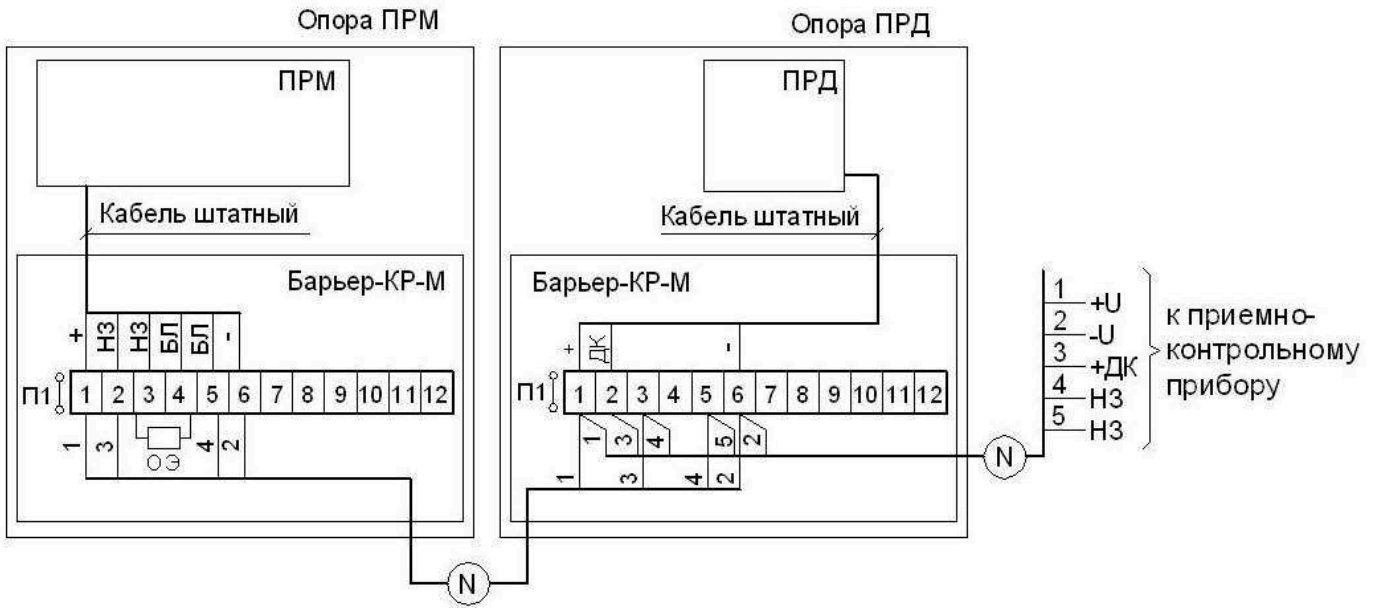 Опора ПРМ
Опора ПРД
ПРМ
ПРД
Кабель штатный
Кабель штатный
Барьер-КР-М
Барьер-КР-М
+ НЗ НЗ БЛ БЛ -
+ ДК -
П1 1 2 3 4 5 6 7 8 9 10 11 12
П1 1 2 3 4 5 6 7 8 9 10 11 12
1 3 ОЭ 4 2
1 3 4 5 2
1 3 4 2
N
N
1 +U
2 -U
3 +ДК
4 НЗ
5 НЗ
к приемно-
контрольному
прибору